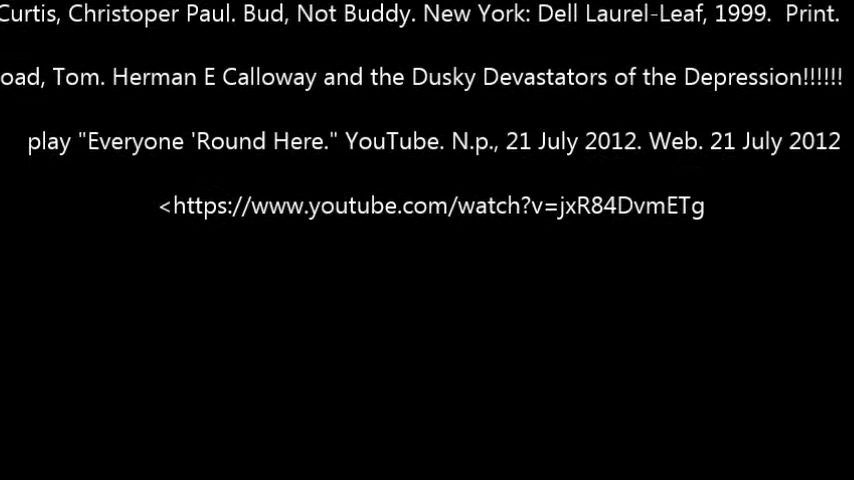 Curtis, Christoper Paul. Bud, Not Buddy. New York: Dell Laurel-Leaf, 1999. Print.
oad, Tom. Herman E Calloway and the Dusky Devastators of the Depression!!!!!!
play "Everyone 'Round Here." YouTube. N.p., 21 July 2012. Web. 21 July 2012
<https://www.youtube.com/watch?v=jxR84DvmETg